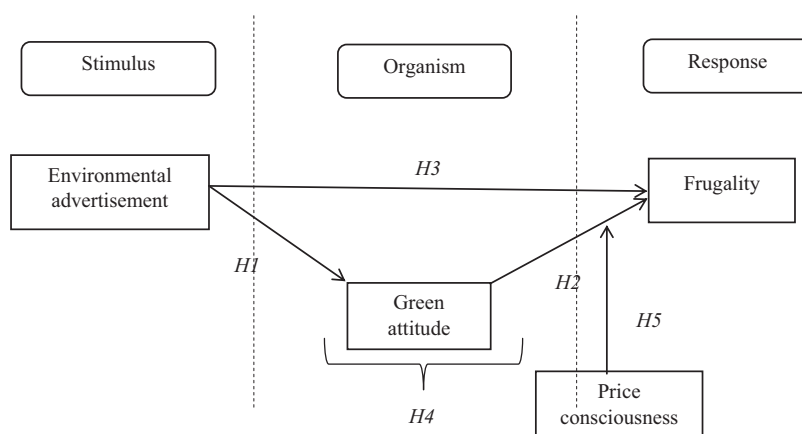 Stimulus
Organism
Response
Environmental
advertisement
H3
Frugality
H1
Green
attitude
H2
H5
H4
Price
consciousness